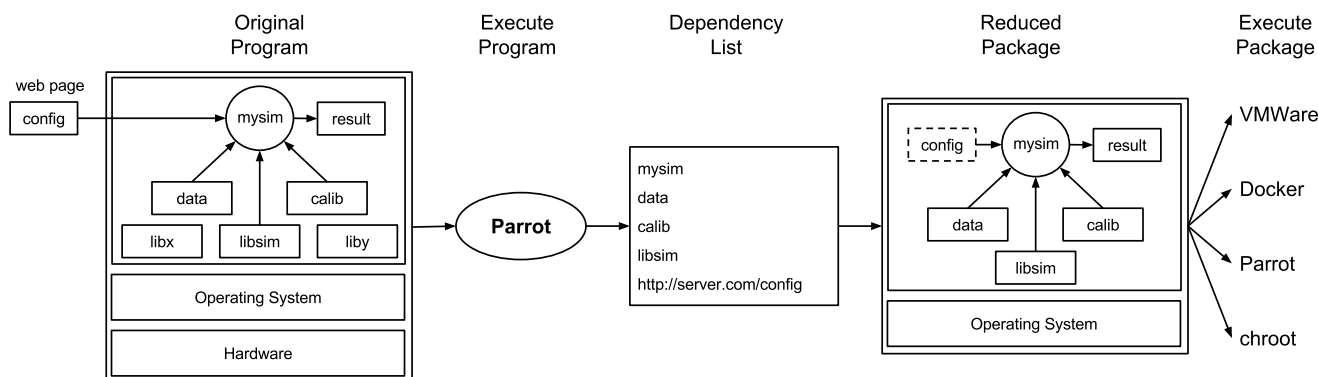 Original
Program
Execute
Program
Dependency
List
Reduced
Package
Execute
Package
web page
config
mysim
result
data
calib
libx
libsim
liby
Operating System
Hardware
Parrot
mysim
data
calib
libsim
http://server.com/config
config
mysim
result
data
calib
libsim
Operating System
VMWare
Docker
Parrot
chroot